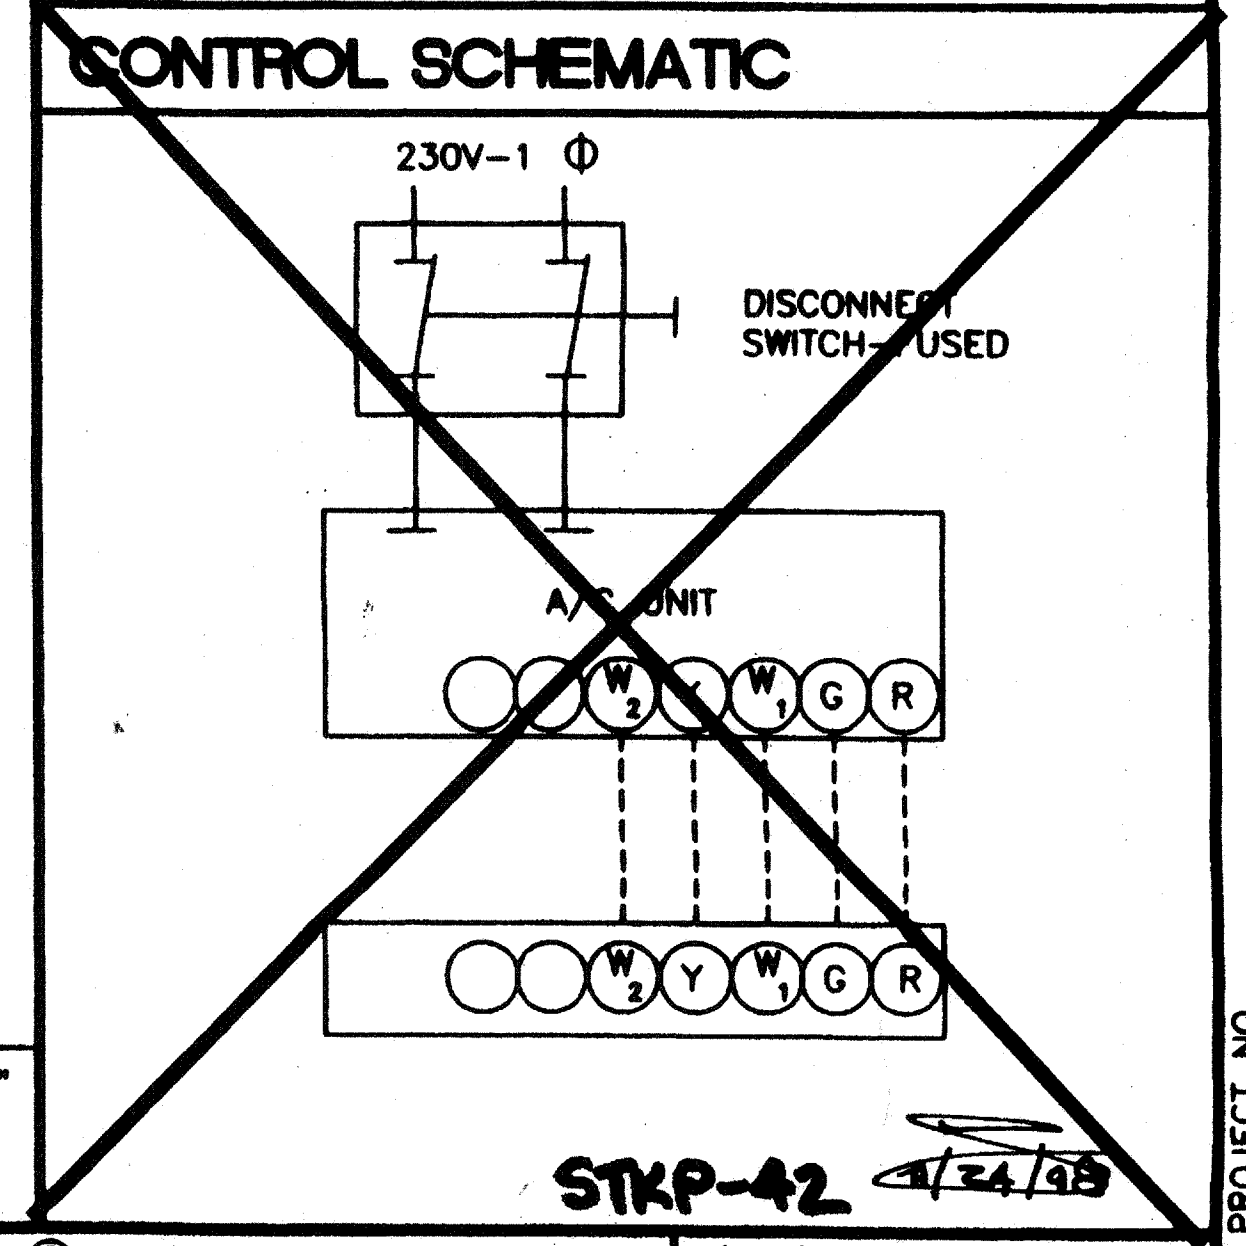 CONTROL SCHEMATIC
230V-1 Φ
DISCONNECT
SWITCH-FUSED
A/C UNIT
W2 Y W1 G R
W2 Y W1 G R
STKP-42
PROJECT NO